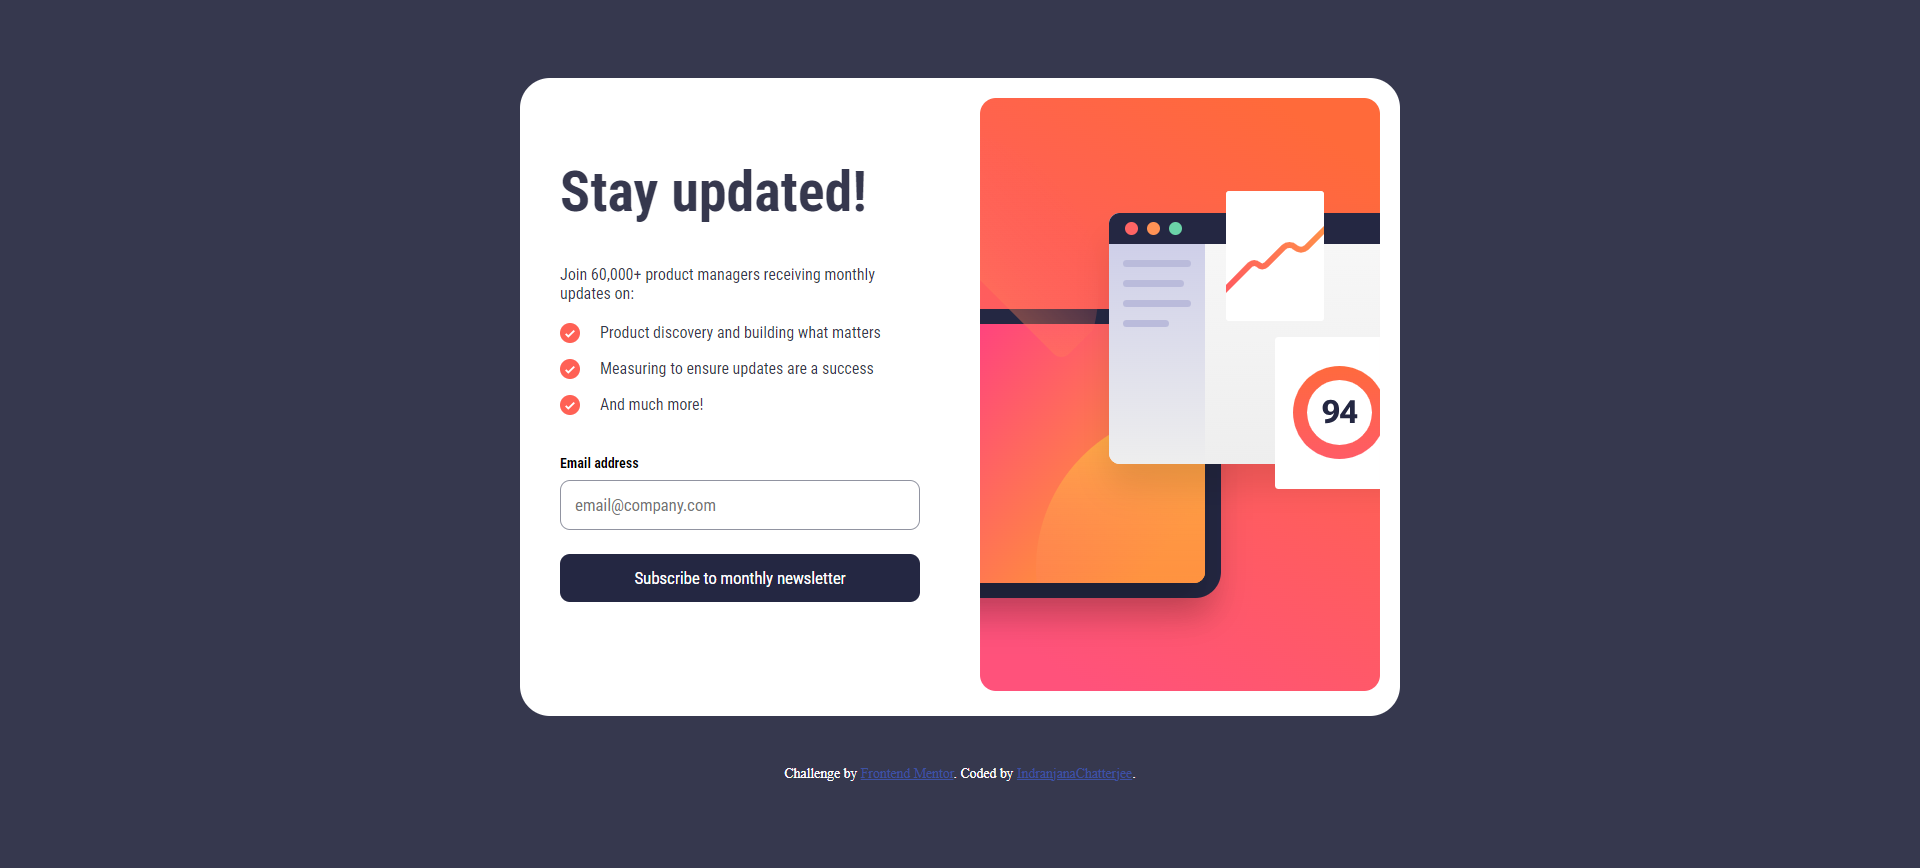 Stay updated!
Join 60,000+ product managers receiving monthly
updates on:
Product discovery and building what matters
Measuring to ensure updates are a success
And much more!
Email address
email@company.com
Subscribe to monthly newsletter
94
Challenge by Frontend Mentor. Coded by IndranjanaChatterjee.